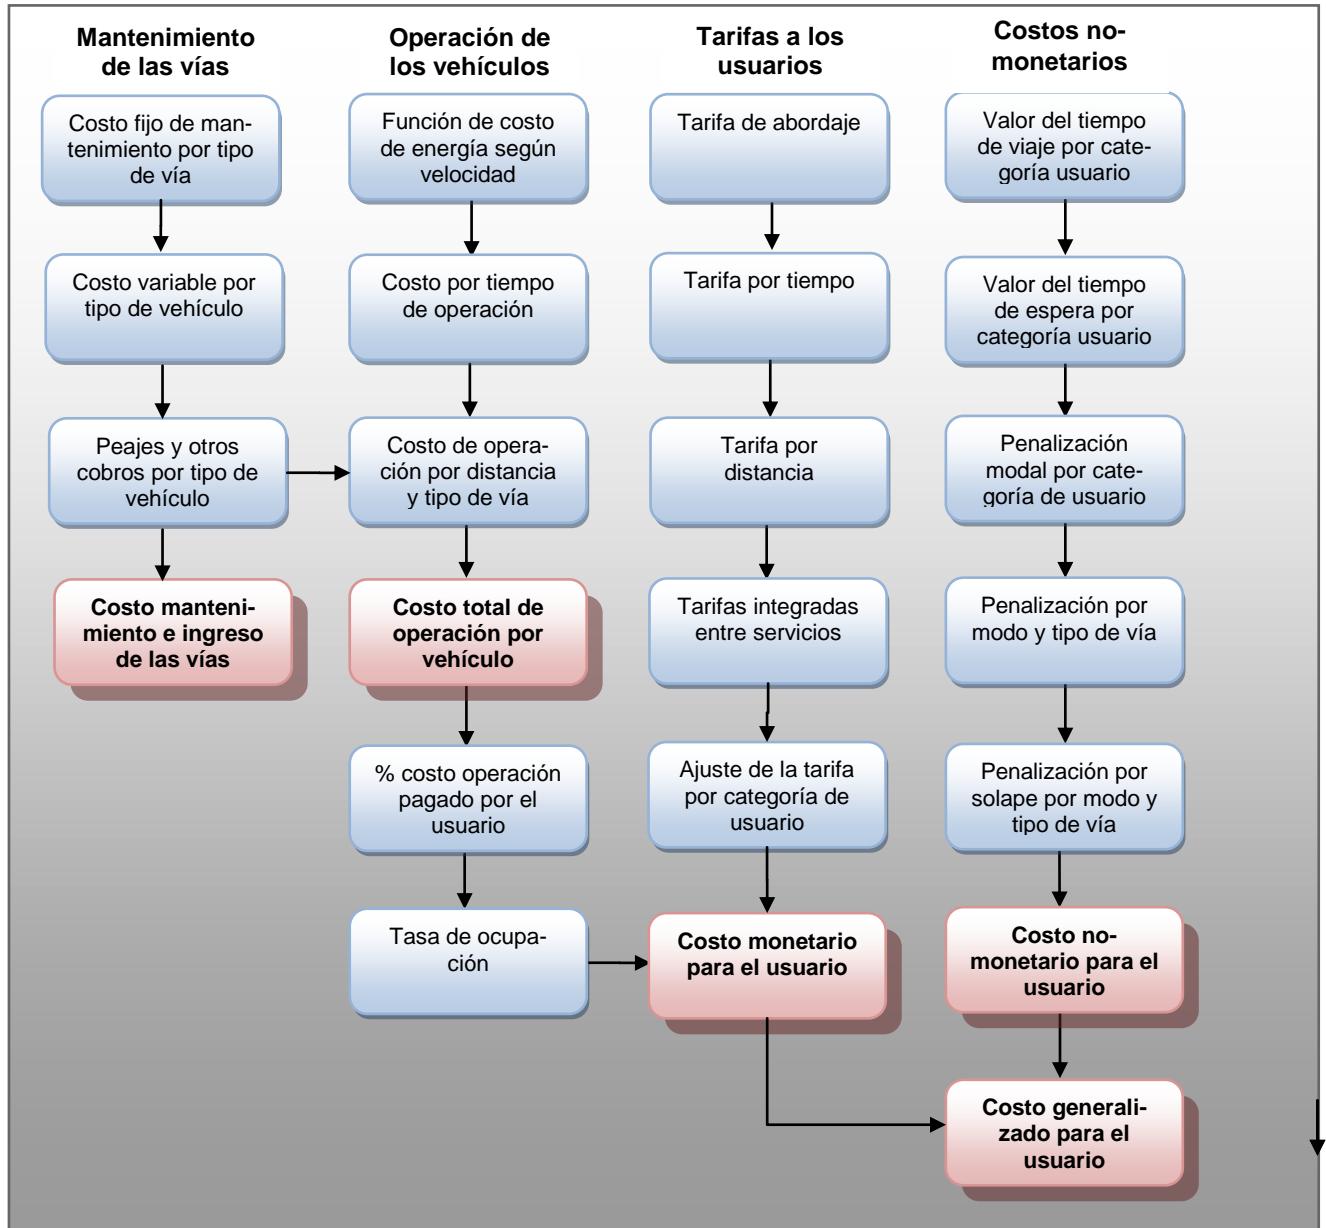 Mantenimiento
de las vías
Costo fijo de man-
tenimiento por tipo
de vía
Costo variable por
tipo de vehículo
Peajes y otros
cobros por tipo de
vehículo
Costo manteni-
miento e ingreso
de las vías
Operación de
los vehículos
Función de costo
de energía según
velocidad
Costo por tiempo
de operación
Costo de opera-
ción por distancia
y tipo de vía
Costo total de
operación por
vehículo
% costo operación
pagado por el
usuario
Tasa de ocupa-
ción
Tarifas a los
usuarios
Tarifa de abordaje
Tarifa por tiempo
Tarifa por
distancia
Tarifas integradas
entre servicios
Ajuste de la tarifa
por categoría de
usuario
Costo monetario
para el usuario
Costos no-
monetarios
Valor del tiempo
de viaje por cate-
goría usuario
Valor del tiempo
de espera por
categoría usuario
Penalización
modal por cate-
goría de usuario
Penalización por
modo y tipo de vía
Penalización por
solape por modo y
tipo de vía
Costo no-
monetario para el
usuario
Costo generali-
zado para el
usuario